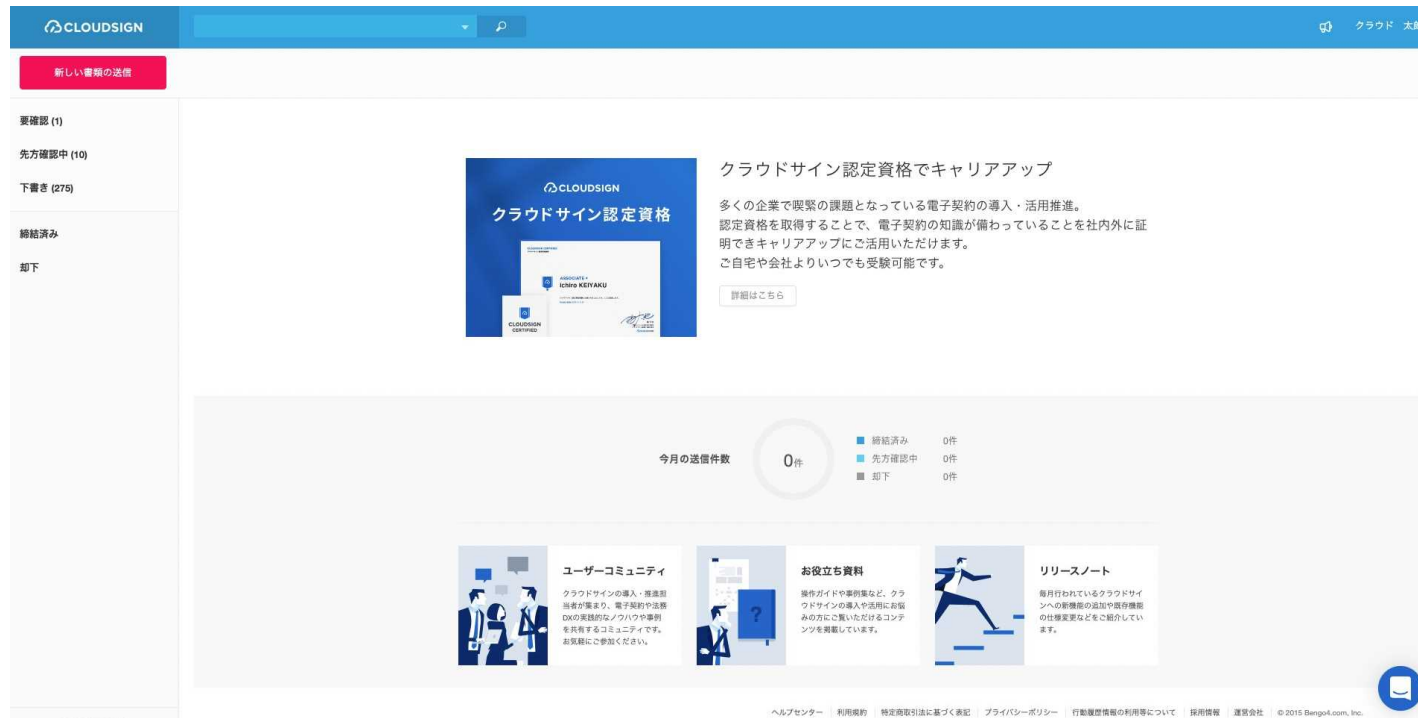 CLOUDSIGN
クラウド 太郎
新しい書類の送信
要確認 (1)
先方確認中 (10)
下書き (275)
締結済み
却下
CLOUDSIGN
クラウドサイン認定資格
ASSOCIATE+
Ichiro KEIYAKU
CLOUDSIGN
CERTIFIED
クラウドサイン認定資格でキャリアアップ
多くの企業で喫緊の課題となっている電子契約の導入・活用推進。
認定資格を取得することで、電子契約の知識が備わっていることを社内外に証
明できキャリアアップにご活用いただけます。
ご自宅や会社よりいつでも受験可能です。
詳細はこちら
今月の送信件数
0件
締結済み 0件
先方確認中 0件
却下 0件
ユーザーコミュニティ
クラウドサインの導入・推進担
当者が集まり、電子契約や法務
DXの実践的なノウハウや事例
を共有するコミュニティです。
お気軽にご参加ください。
お役立ち資料
操作ガイドや事例集など、クラ
ウドサインの導入や活用にお悩
みの方にご覧いただけるコンテ
ンツを掲載しています。
?
リリースノート
毎月行われているクラウドサイ
ンへの新機能の追加や既存機能
の仕様変更などをご紹介してい
ます。
ヘルプセンター 利用規約 特定商取引法に基づく表記 プライバシーポリシー 行動履歴情報の利用等について 採用情報 運営会社 © 2015 Bengo4.com, Inc.